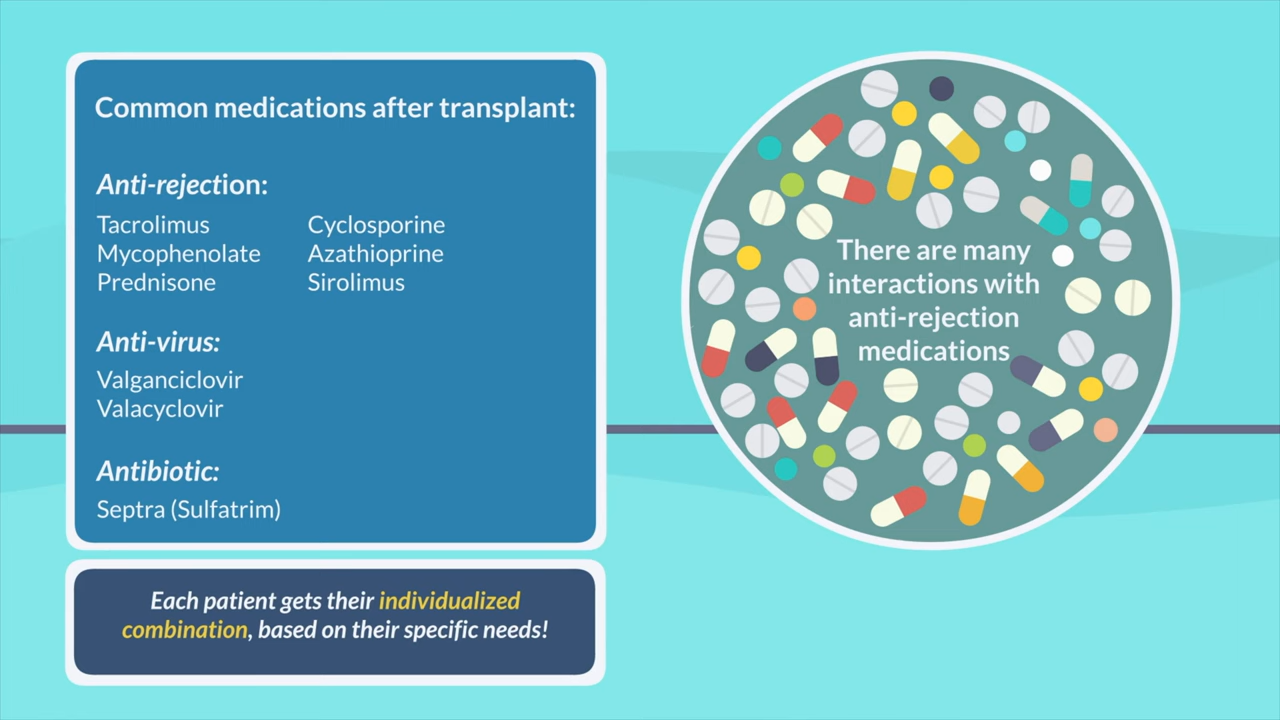 Common medications after transplant:
Anti-rejection:
Tacrolimus Cyclosporine
Mycophenolate Azathioprine
Prednisone Sirolimus
Anti-virus:
Valganciclovir
Valacyclovir
Antibiotic:
Septra (Sulfatrim)
Each patient gets their individualized
combination, based on their specific needs!
There are many
interactions with
anti-rejection
medications